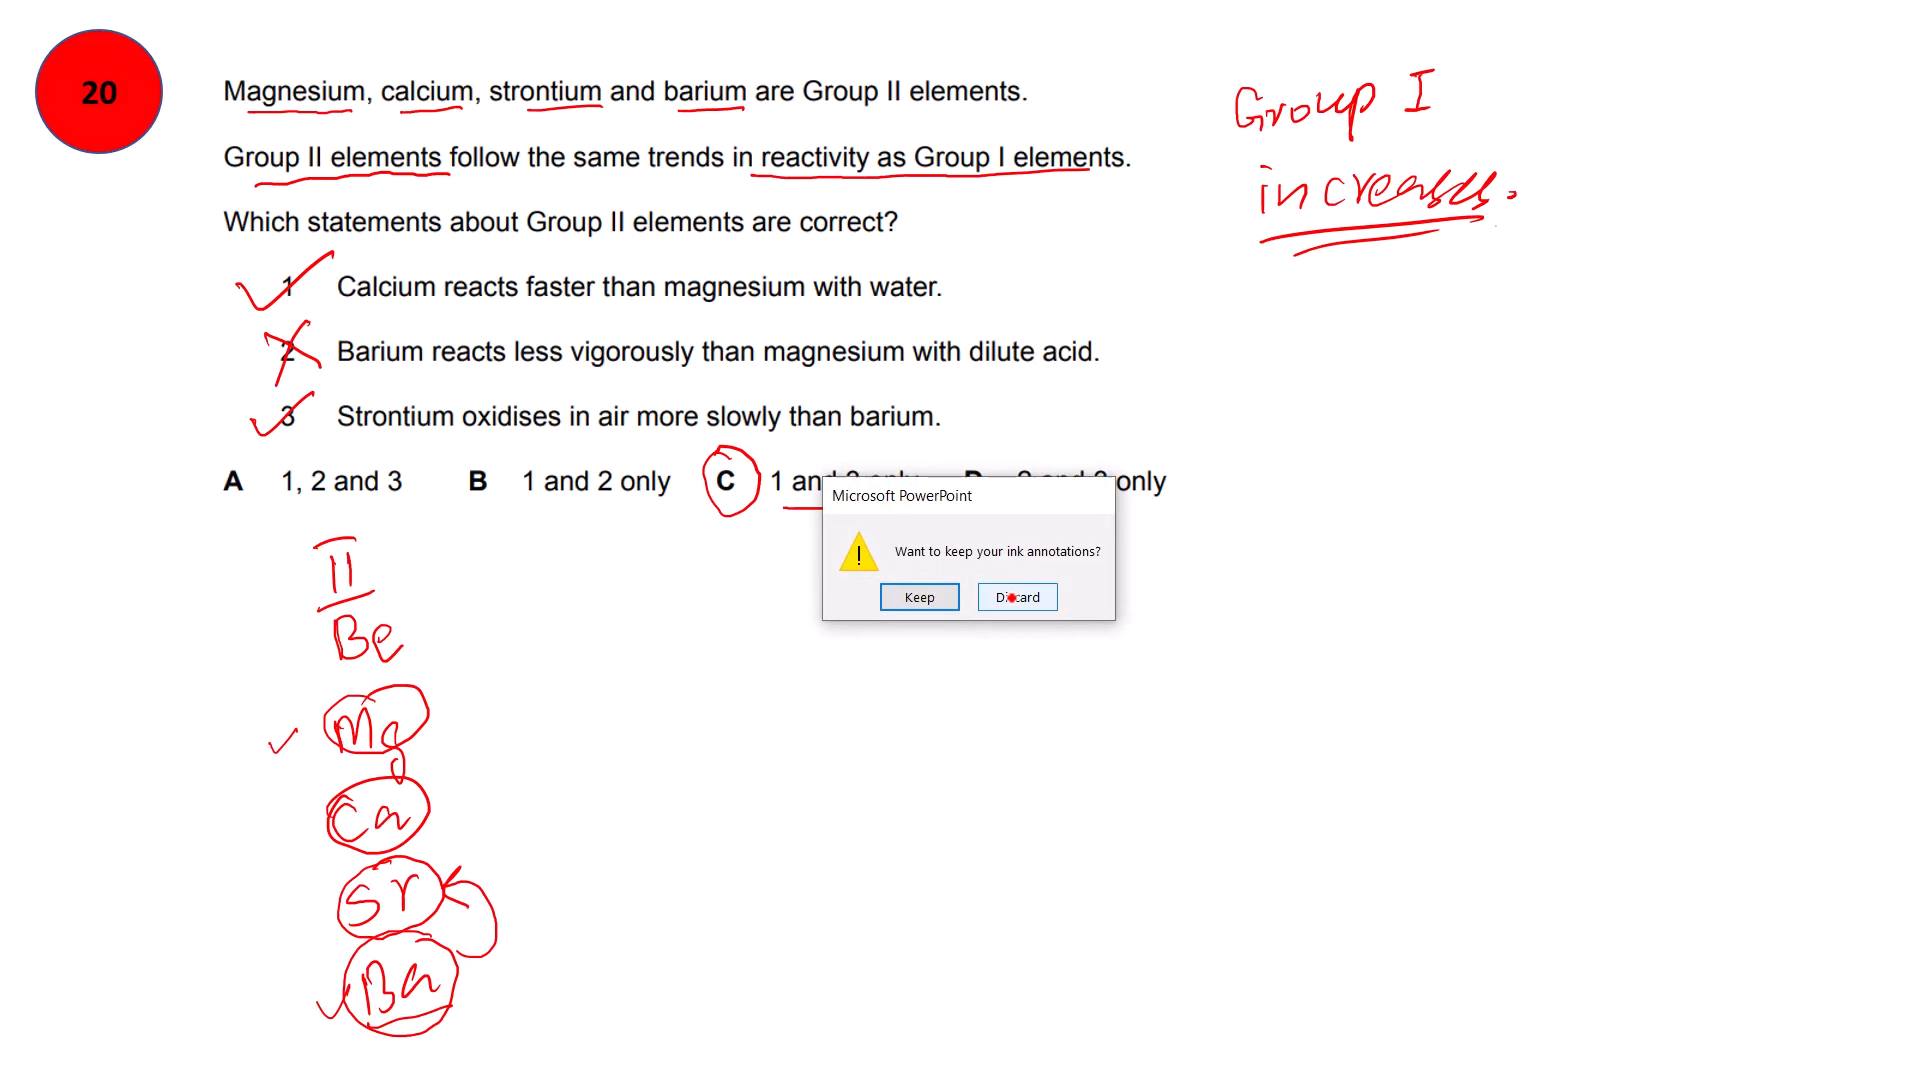 20
Magnesium, calcium, strontium and barium are Group II elements.
Group I
Group II elements follow the same trends in reactivity as Group I elements.
increases.
Which statements about Group II elements are correct?
1 Calcium reacts faster than magnesium with water.
2 Barium reacts less vigorously than magnesium with dilute acid.
3 Strontium oxidises in air more slowly than barium.
A 1, 2 and 3 B 1 and 2 only C 1 and only
Microsoft PowerPoint
Want to keep your ink annotations?
Keep Discard
II
Be
Mg
Ca
Sr
Ba